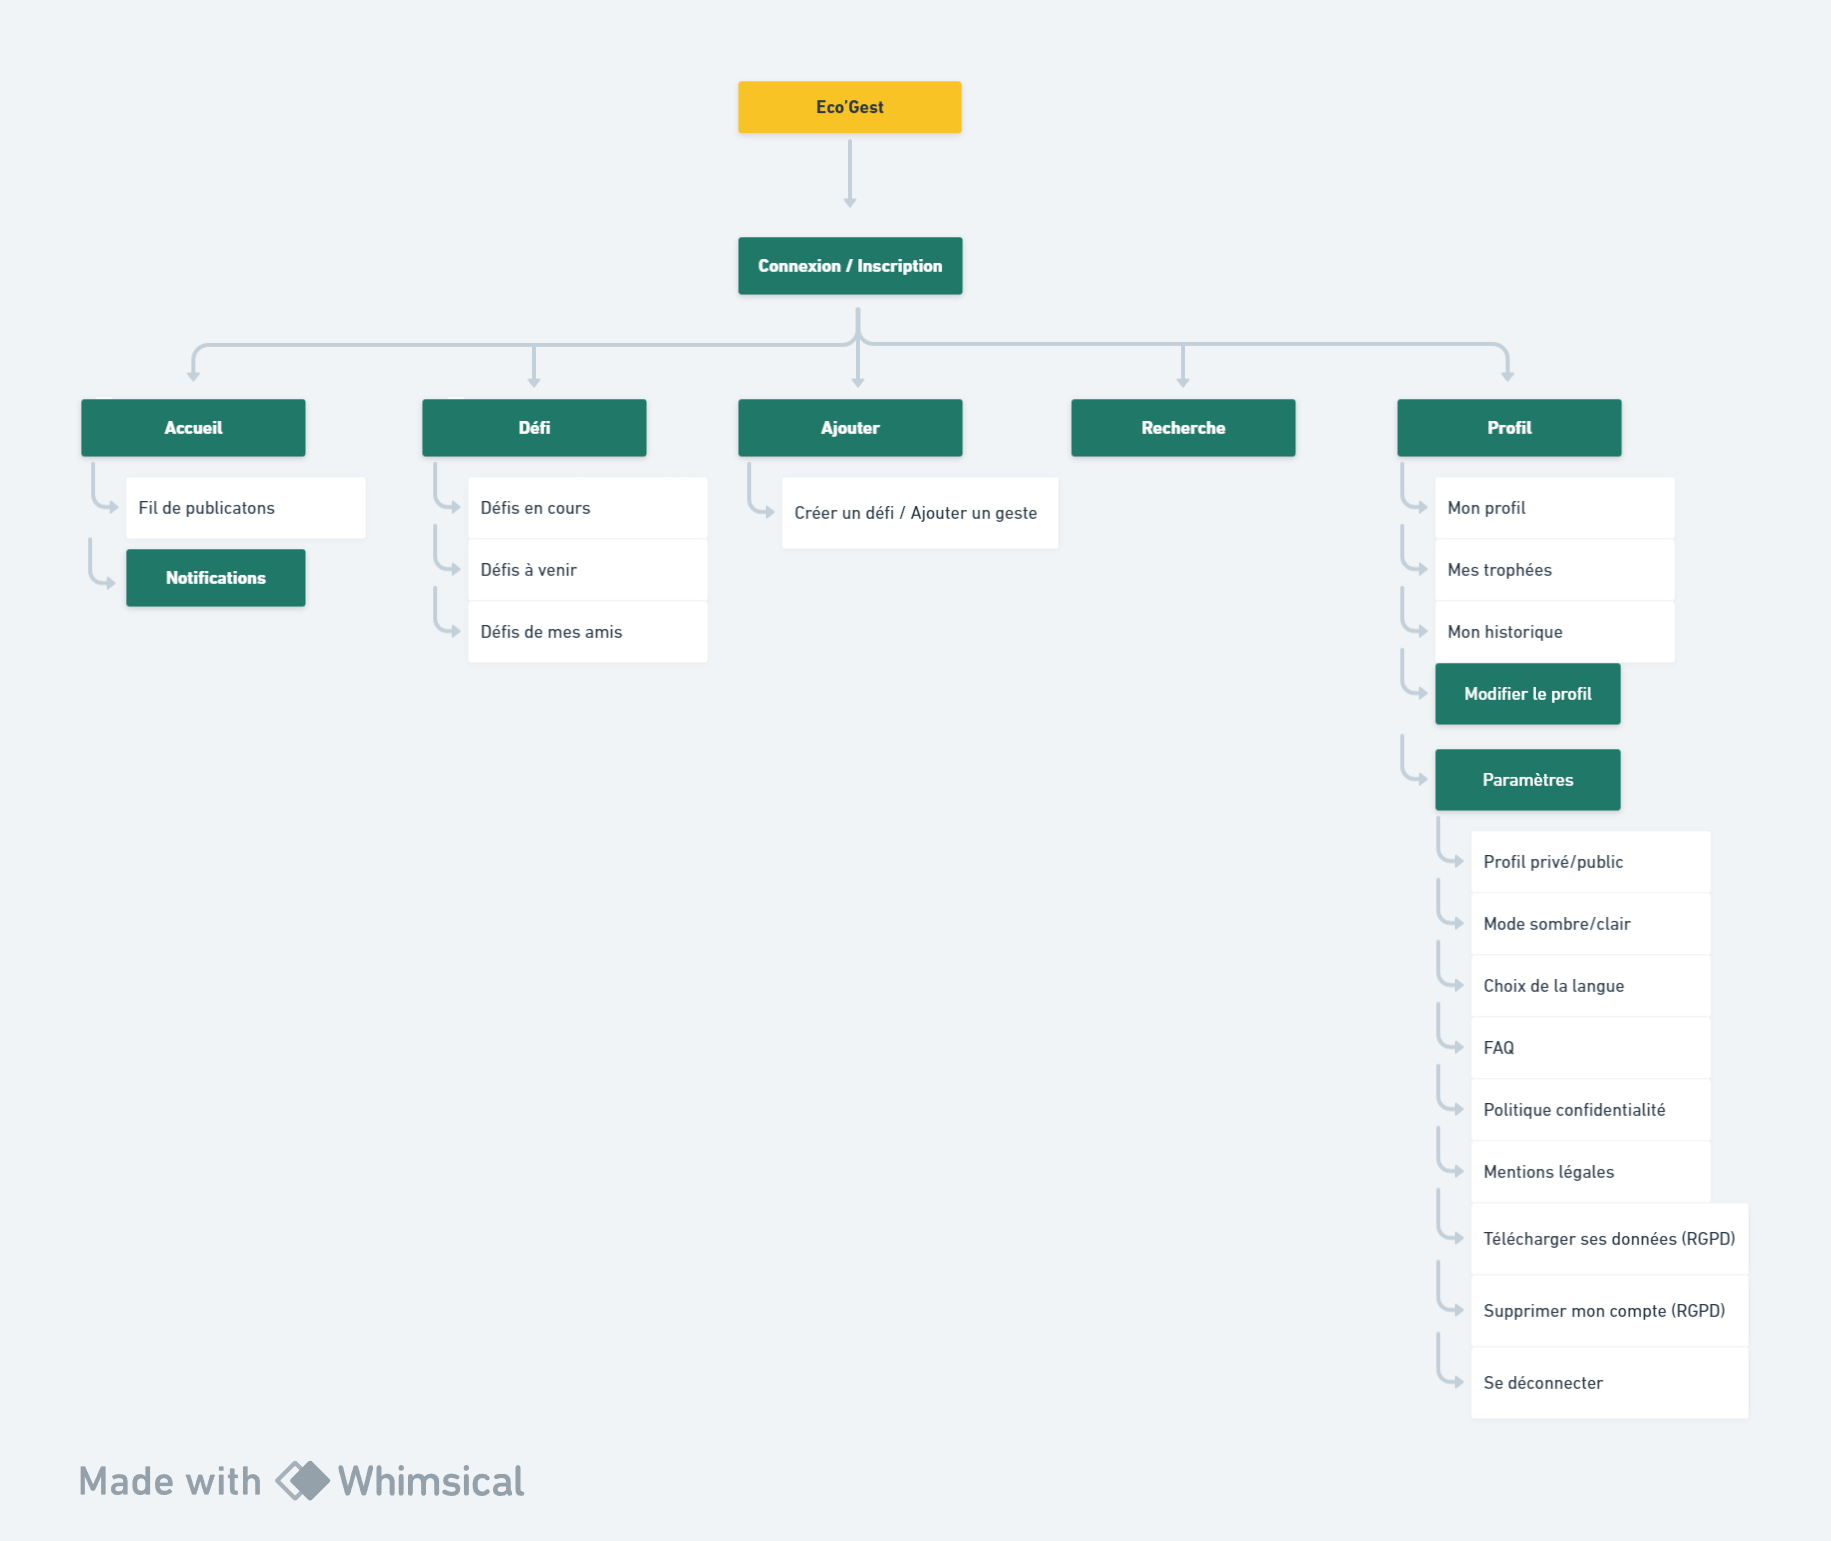 Eco’Gest
Connexion / Inscription
Accueil
Fil de publicatons
Notifications
Défi
Défis en cours
Défis à venir
Défis de mes amis
Ajouter
Créer un défi / Ajouter un geste
Recherche
Profil
Mon profil
Mes trophées
Mon historique
Modifier le profil
Paramètres
Profil privé/public
Mode sombre/clair
Choix de la langue
FAQ
Politique confidentialité
Mentions légales
Télécharger ses données (RGPD)
Supprimer mon compte (RGPD)
Se déconnecter
Made with Whimsical